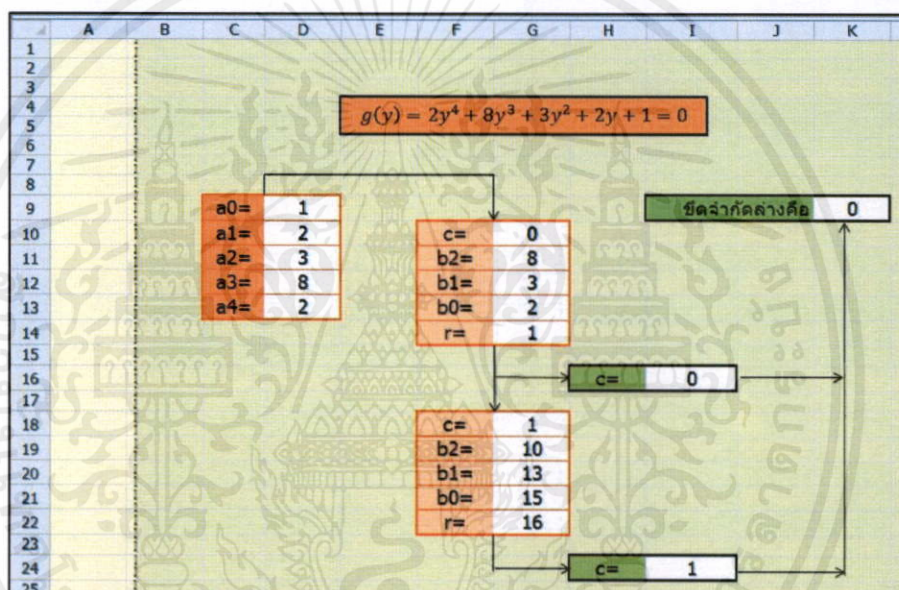 A B C D E F G H I J K
1
2
3
4
g(y) = 2y⁴ + 8y³ + 3y² + 2y + 1 = 0
5
6
7
8
9 a0= 1 ขีดจำกัดล่างคือ 0
10 a1= 2 c= 0
11 a2= 3 b2= 8
12 a3= 8 b1= 3
13 a4= 2 b0= 2
14 r= 1
15
16 c= 0
17
18 c= 1
19 b2= 10
20 b1= 13
21 b0= 15
22 r= 16
23
24 c= 1
25